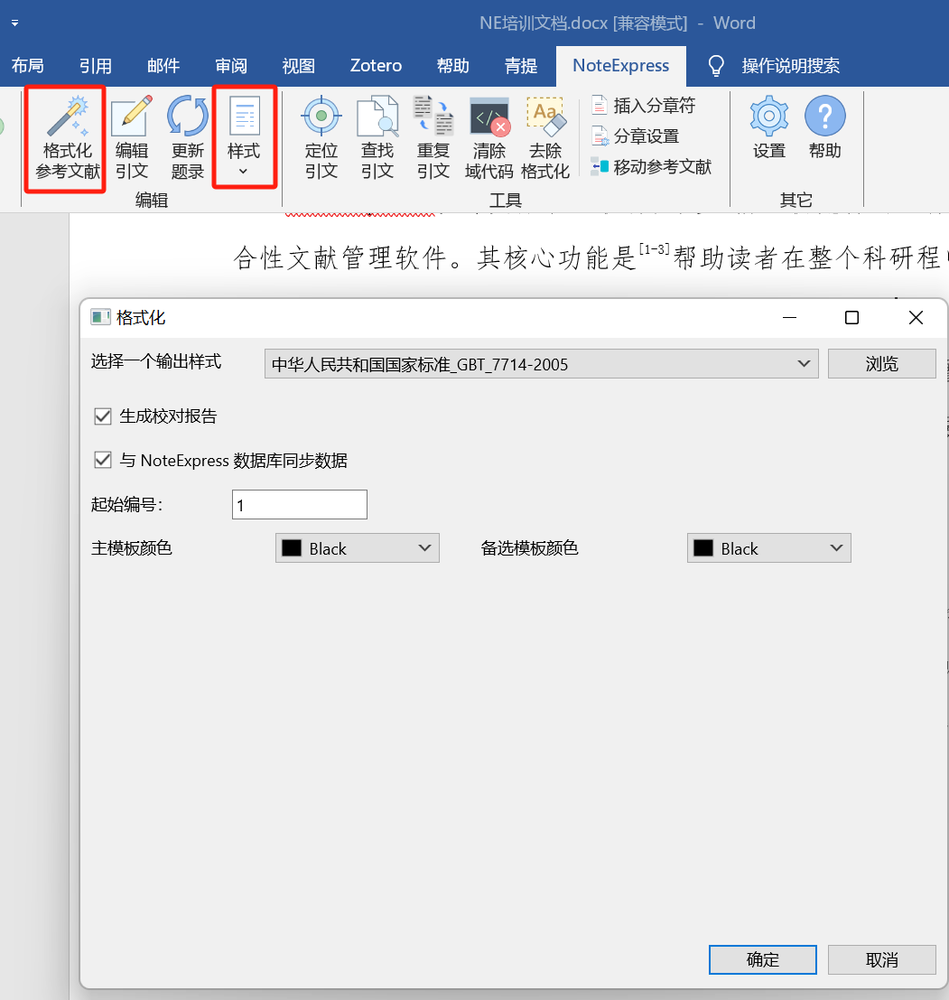 NE培训文档.docx [兼容模式] - Word
布局 引用 邮件 审阅 视图 Zotero 帮助 青提 NoteExpress 操作说明搜索
格式化 参考文献
编辑 引文
更新 题录
样式
编辑
定位 引文
查找 引文
重复 引文
清除 域代码
去除 格式化
插入分章符
分章设置
移动参考文献
工具
设置
帮助
其它
合性文献管理软件。其核心功能是[1-3]帮助读者在整个科研程
格式化
选择一个输出样式 中华人民共和国国家标准_GBT_7714-2005 浏览
生成校对报告
与 NoteExpress 数据库同步数据
起始编号: 1
主模板颜色 Black 备选模板颜色 Black
确定 取消